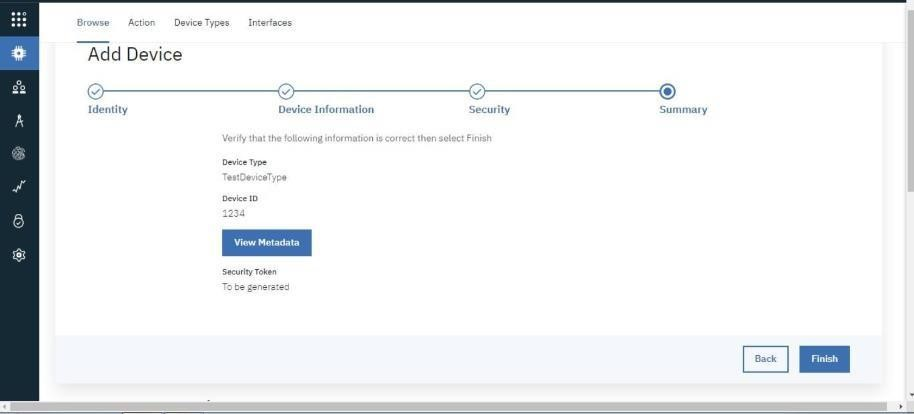 Browse Action Device Types Interfaces
Add Device
Identity Device Information Security Summary
Verify that the following information is correct then select Finish
Device Type
TestDeviceType
Device ID
1234
View Metadata
Security Token
To be generated
Back Finish